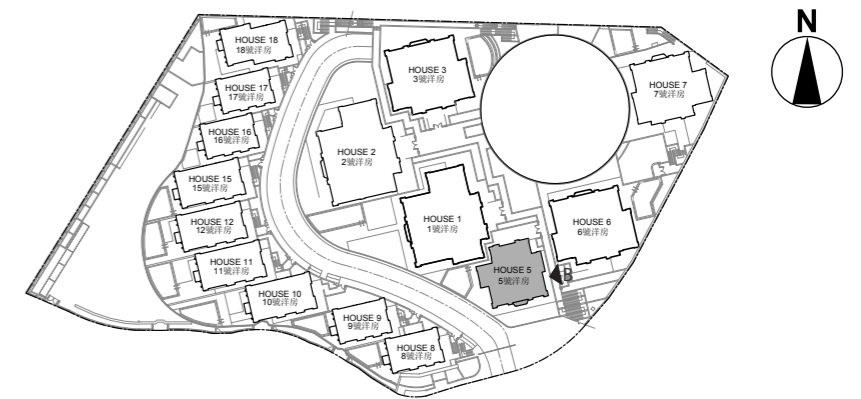 N
HOUSE 18
18號洋房
HOUSE 17
17號洋房
HOUSE 16
16號洋房
HOUSE 15
15號洋房
HOUSE 12
12號洋房
HOUSE 11
11號洋房
HOUSE 10
10號洋房
HOUSE 9
9號洋房
HOUSE 8
8號洋房
HOUSE 3
3號洋房
HOUSE 2
2號洋房
HOUSE 1
1號洋房
HOUSE 5
5號洋房
B
HOUSE 6
6號洋房
HOUSE 7
7號洋房